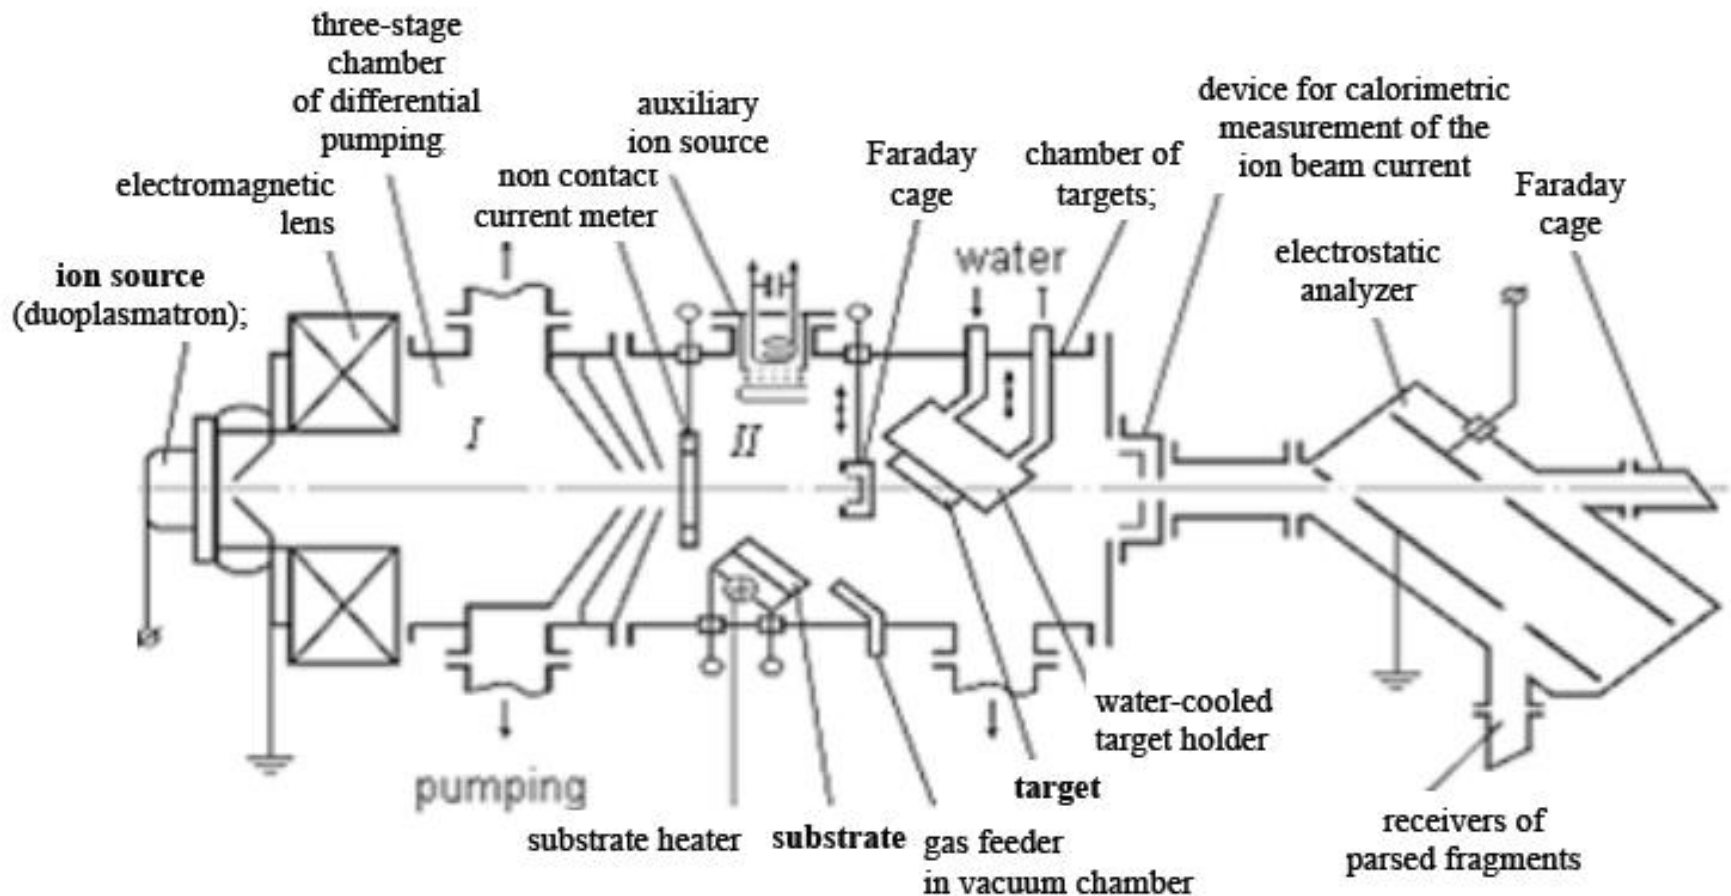 three-stage
chamber
of differential
pumping
auxiliary
ion source
device for calorimetric
measurement of the
ion beam current
Faraday
cage
chamber of
targets;
Faraday
cage
electromagnetic
lens
non contact
current meter
electrostatic
analyzer
ion source
(duoplasmatron);
water
I
II
water-cooled
target holder
pumping
target
substrate heater
substrate
gas feeder
in vacuum chamber
receivers of
parsed fragments